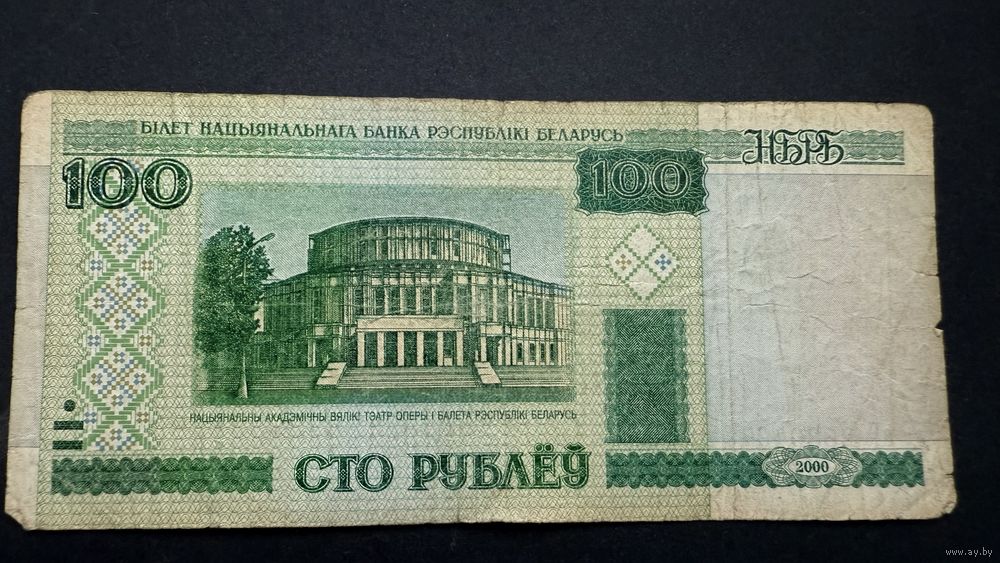 БІЛЕТ НАЦЫЯНАЛЬНАГА БАНКА РЭСПУБЛІКІ БЕЛАРУСЬ
НБРБ
100
100
НАЦЫЯНАЛЬНЫ АКАДЭМІЧНЫ ВЯЛІКІ ТЭАТР ОПЕРЫ І БАЛЕТА РЭСПУБЛІКІ БЕЛАРУСЬ
СТО РУБЛЁЎ
2000
www.ay.by